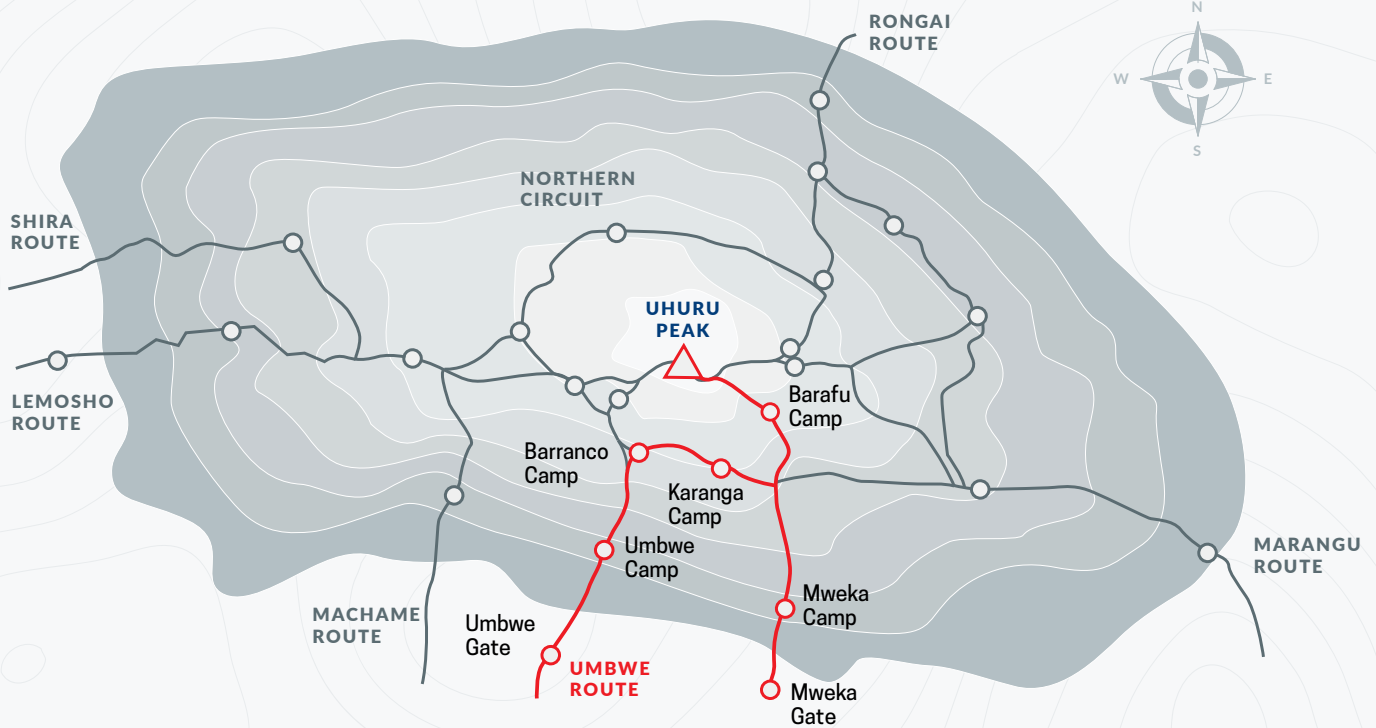 RONGAI
ROUTE
N
W
E
S
NORTHERN
CIRCUIT
SHIRA
ROUTE
UHURU
PEAK
LEMOSHO
ROUTE
Barafu
Camp
Barranco
Camp
Karanga
Camp
Umbwe
Camp
MARANGU
ROUTE
Mweka
Camp
MACHAME
ROUTE
Umbwe
Gate
UMBWE
ROUTE
Mweka
Gate